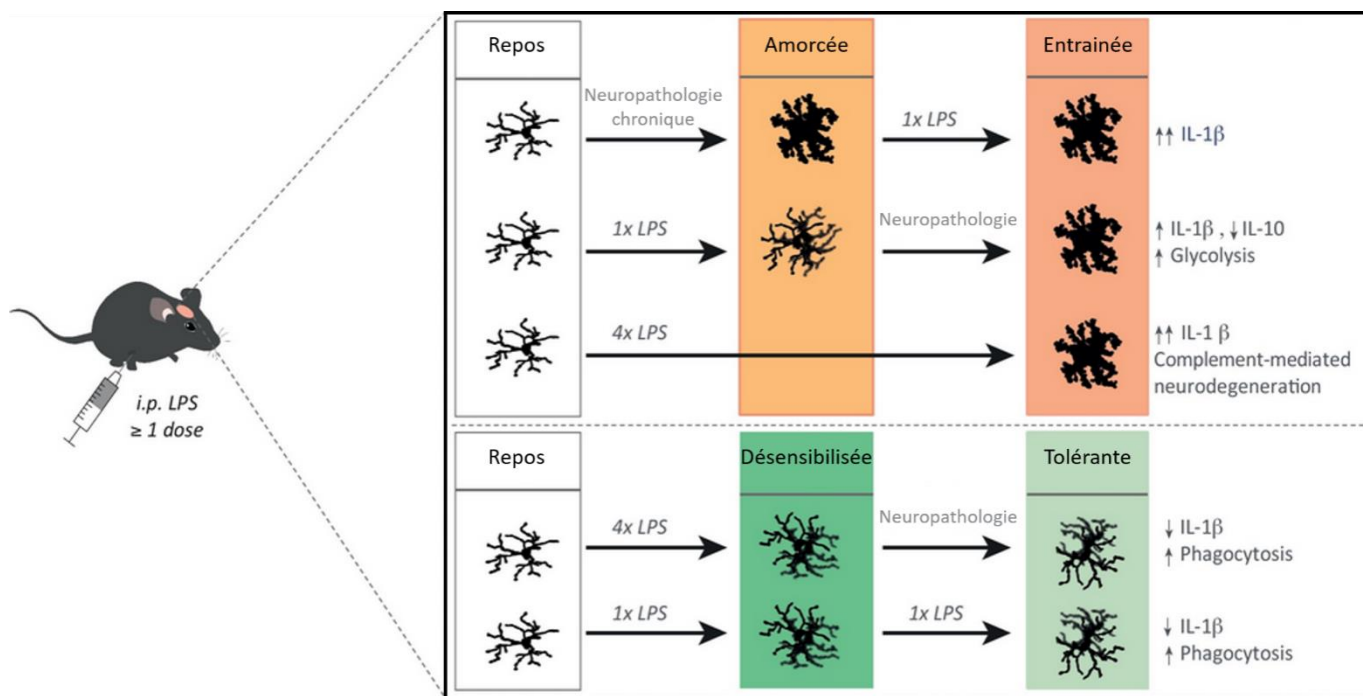 Repos
Amorcée
Entrainée
Neuropathologie
chronique
1x LPS
↑↑ IL-1β
1x LPS
Neuropathologie
↑ IL-1β , ↓ IL-10
↑ Glycolysis
4x LPS
↑↑ IL-1 β
Complement-mediated
neurodegeneration
i.p. LPS
≥ 1 dose
Repos
Désensibilisée
Tolérante
4x LPS
Neuropathologie
↓ IL-1β
↑ Phagocytosis
1x LPS
1x LPS
↓ IL-1β
↑ Phagocytosis